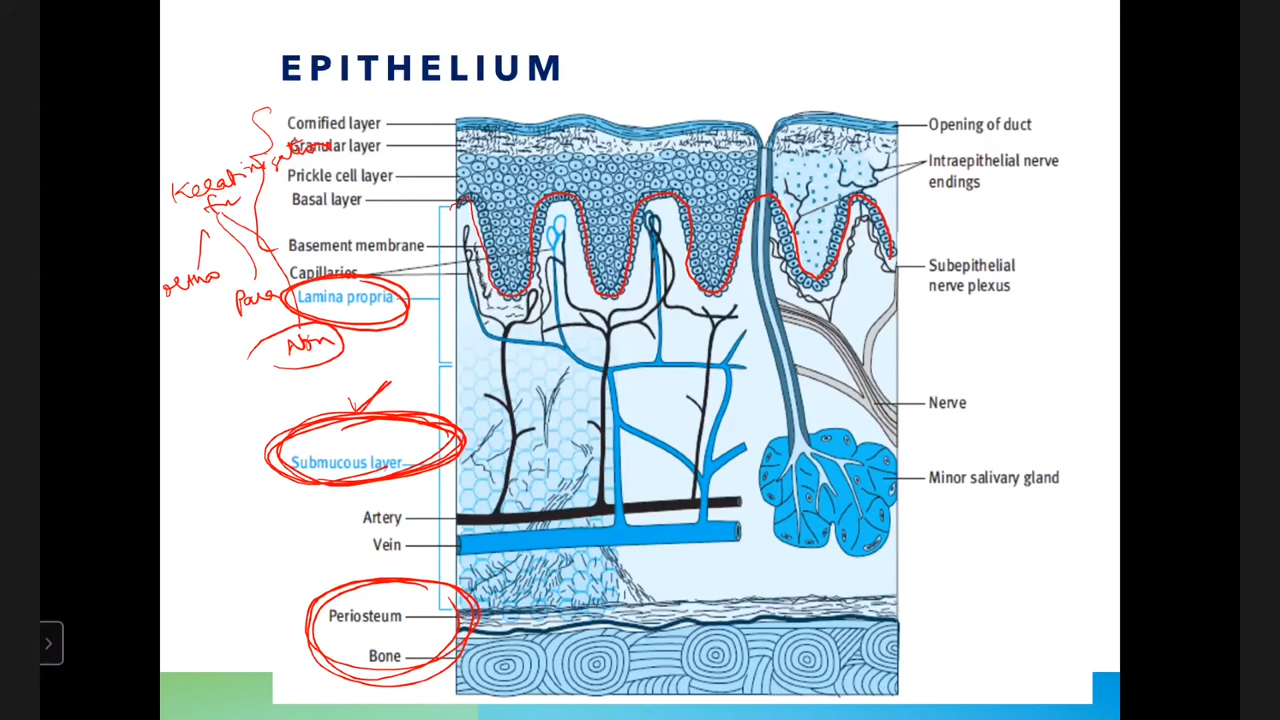 EPITHELIUM
Cornified layer
Granular layer
Prickle cell layer
Basal layer
Basement membrane
Capillaries
Lamina propria
Submucous layer
Artery
Vein
Periosteum
Bone
Opening of duct
Intraepithelial nerve
endings
Subepithelial
nerve plexus
Nerve
Minor salivary gland
Keratinization
ortho
Para
Non